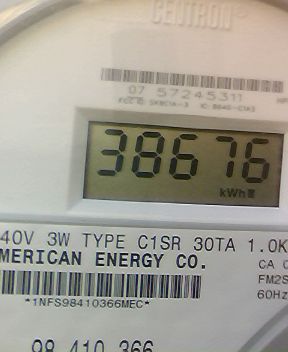 CENTRON®
07 57245311
38676
kWh
40V 3W TYPE C1SR 30TA 1.0K
MERICAN ENERGY CO.
CA 0
FM2S
60Hz
*1NFS98410366MEC*
98 410 366